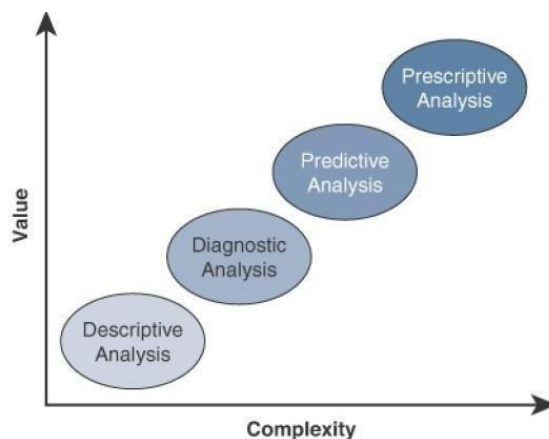 Prescriptive
Analysis
Predictive
Analysis
Diagnostic
Analysis
Descriptive
Analysis
Value
Complexity